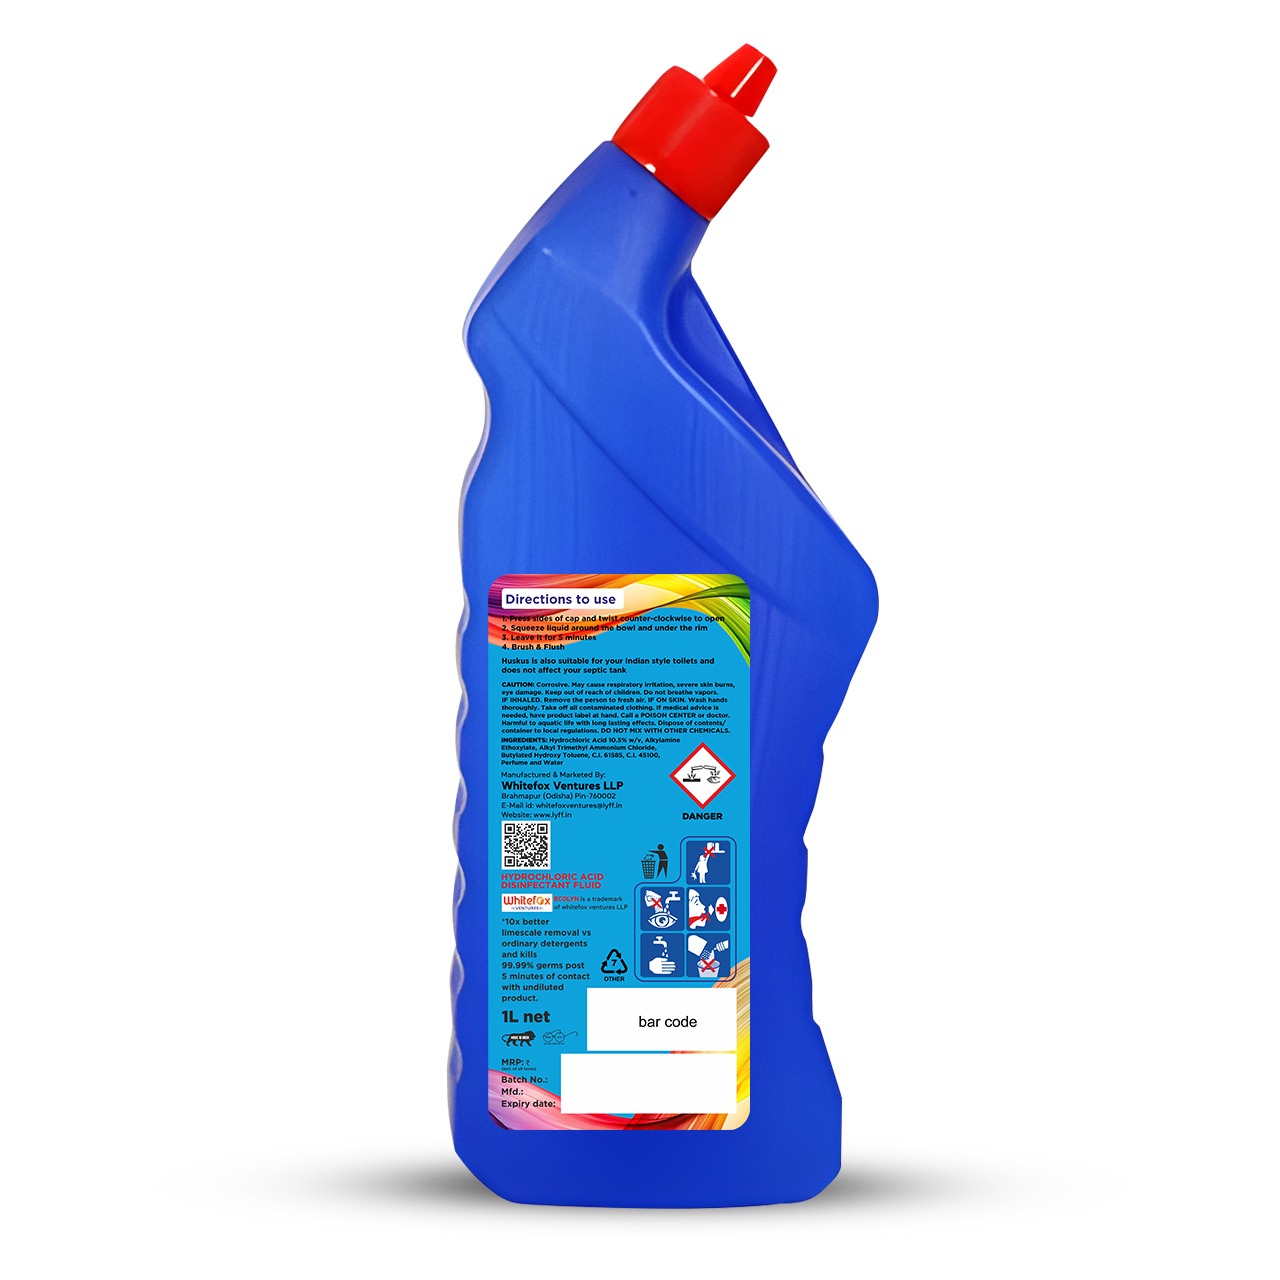 Directions to use
1. Press sides of cap and twist counter-clockwise to open
2. Squeeze liquid around the bowl and under the rim
3. Leave it for 5 minutes
4. Brush & Flush
Huskus is also suitable for your Indian style toilets and
does not affect your septic tank
CAUTION: Corrosive. May cause respiratory irritation, severe skin burns,
eye damage. Keep out of reach of children. Do not breathe vapors.
IF INHALED. Remove the person to fresh air. IF ON SKIN. Wash hands
thoroughly. Take off all contaminated clothing. If medical advice is
needed, have product label at hand. Call a POISON CENTER or doctor.
Harmful to aquatic life with long lasting effects. Dispose of contents/
container to local regulations. DO NOT MIX WITH OTHER CHEMICALS.
INGREDIENTS: Hydrochloric Acid 10.5% w/v, Alkylamine
Ethoxylate, Alkyl Trimethyl Ammonium Chloride,
Butylated Hydroxy Toluene, C.I. 61585, C.I. 45100,
Perfume and Water
Manufactured & Marketed By:
Whitefox Ventures LLP
Brahmapur (Odisha) Pin-760002
E-Mail id: whitefoxventures@lyff.in
Website: www.lyff.in
DANGER
HYDROCHLORIC ACID
DISINFECTANT FLUID
Whitefox
VENTURES
ECOLYN is a trademark
of whitefox ventures LLP
*10x better
limescale removal vs
ordinary detergents
and kills
99.99% germs post
5 minutes of contact
with undiluted
product.
7
OTHER
1L net
bar code
MRP: ₹
(incl. of all taxes)
Batch No.:
Mfd.:
Expiry date: